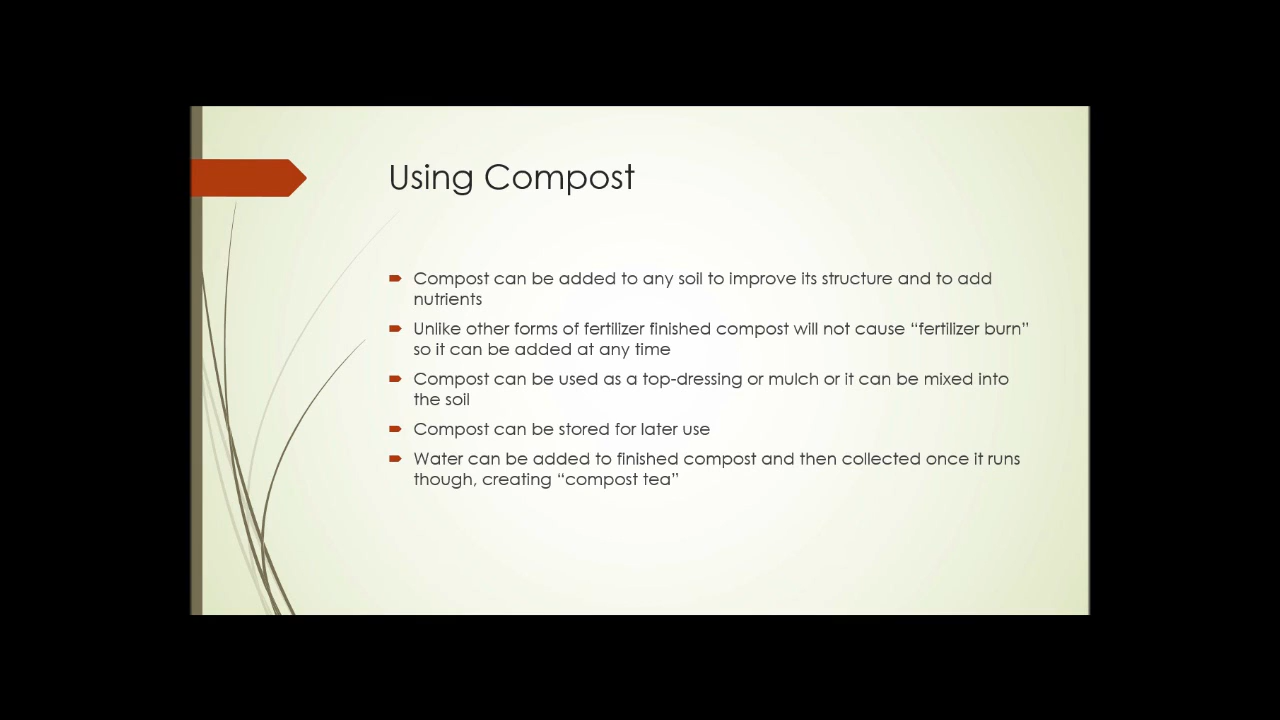 Using Compost
Compost can be added to any soil to improve its structure and to add
nutrients
Unlike other forms of fertilizer finished compost will not cause “fertilizer burn”
so it can be added at any time
Compost can be used as a top-dressing or mulch or it can be mixed into
the soil
Compost can be stored for later use
Water can be added to finished compost and then collected once it runs
though, creating “compost tea”